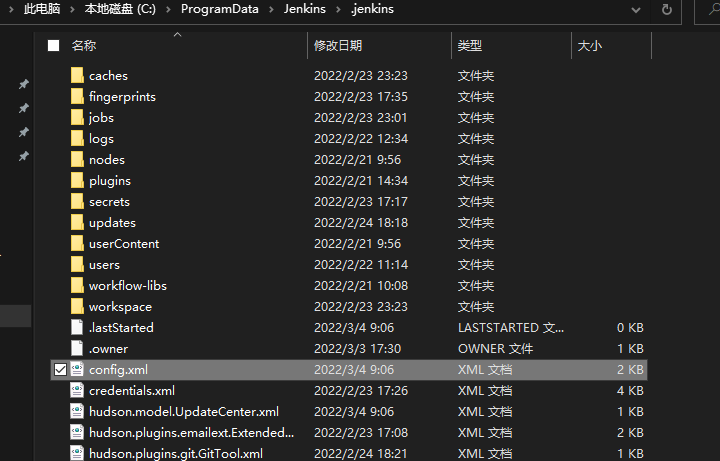 此电脑 > 本地磁盘 (C:) > ProgramData > Jenkins > .jenkins
名称 修改日期 类型 大小
caches 2022/2/23 23:23 文件夹
fingerprints 2022/2/23 17:35 文件夹
jobs 2022/2/23 23:01 文件夹
logs 2022/2/22 12:34 文件夹
nodes 2022/2/21 9:56 文件夹
plugins 2022/2/21 14:34 文件夹
secrets 2022/2/23 17:17 文件夹
updates 2022/2/24 18:18 文件夹
userContent 2022/2/21 9:56 文件夹
users 2022/2/22 11:14 文件夹
workflow-libs 2022/2/21 10:08 文件夹
workspace 2022/2/23 23:23 文件夹
.lastStarted 2022/3/4 9:06 LASTSTARTED 文... 0 KB
.owner 2022/3/3 17:30 OWNER 文件 1 KB
config.xml 2022/3/4 9:06 XML 文档 2 KB
credentials.xml 2022/2/23 17:26 XML 文档 4 KB
hudson.model.UpdateCenter.xml 2022/3/4 9:06 XML 文档 1 KB
hudson.plugins.emailext.Extended... 2022/2/23 17:08 XML 文档 2 KB
hudson.plugins.git.GitTool.xml 2022/2/24 18:21 XML 文档 1 KB